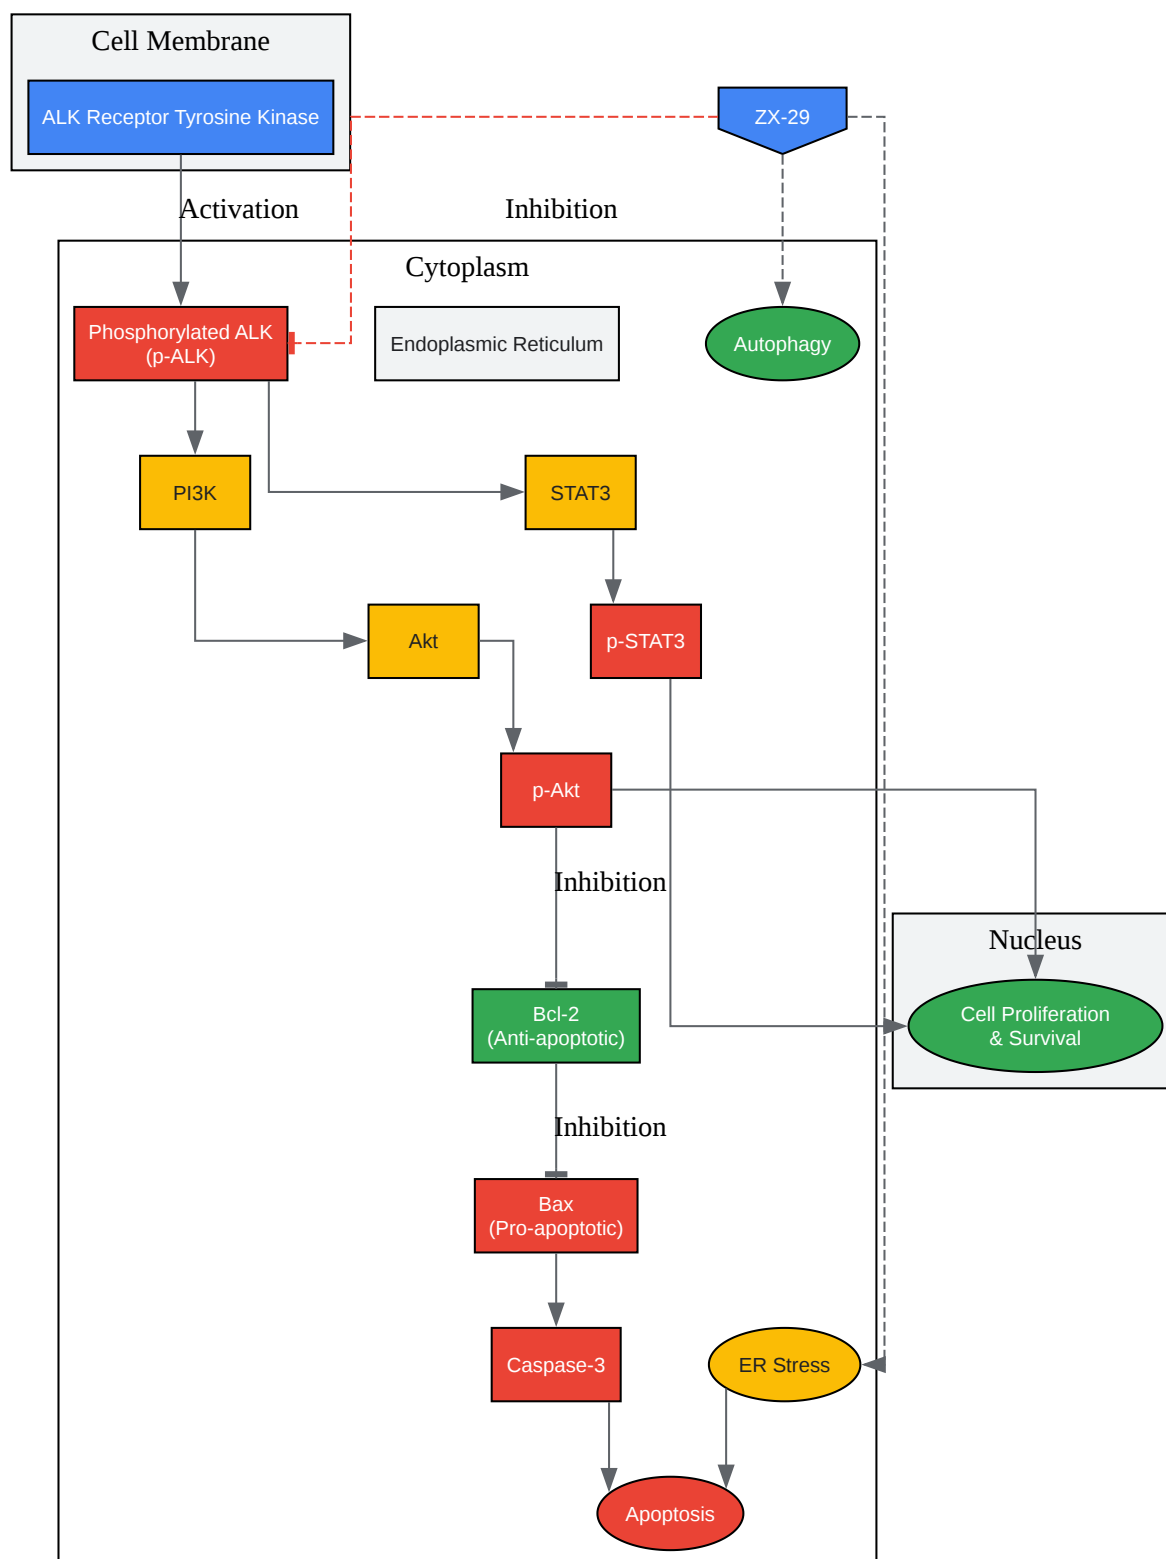 Cell Membrane
ALK Receptor Tyrosine Kinase
ZX-29
Activation
Inhibition
Cytoplasm
Phosphorylated ALK
(p-ALK)
Endoplasmic Reticulum
Autophagy
PI3K
STAT3
Akt
p-STAT3
p-Akt
Inhibition
Nucleus
Bcl-2
(Anti-apoptotic)
Cell Proliferation
& Survival
Inhibition
Bax
(Pro-apoptotic)
Caspase-3
ER Stress
Apoptosis